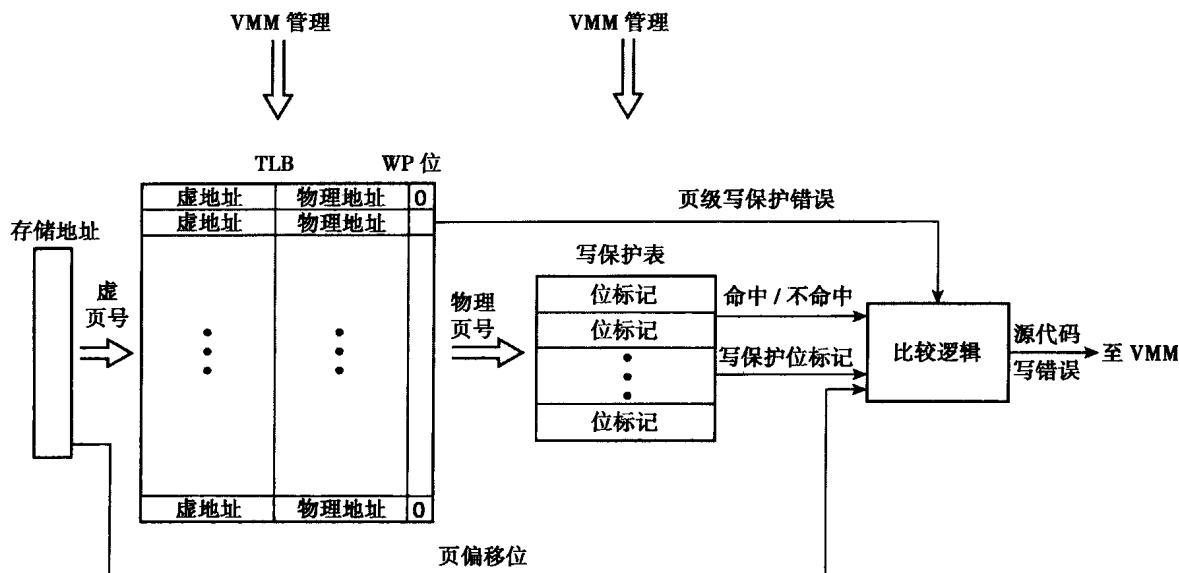 VMM 管理 VMM 管理
TLB WP 位
虚地址 物理地址 0
虚地址 物理地址
页级写保护错误
存储地址
写保护表
虚
页号
物理
页号
位标记
命中 / 不命中
位标记
写保护位标记
位标记
比较逻辑
源代码
写错误
至 VMM
虚地址 物理地址 0
页偏移位